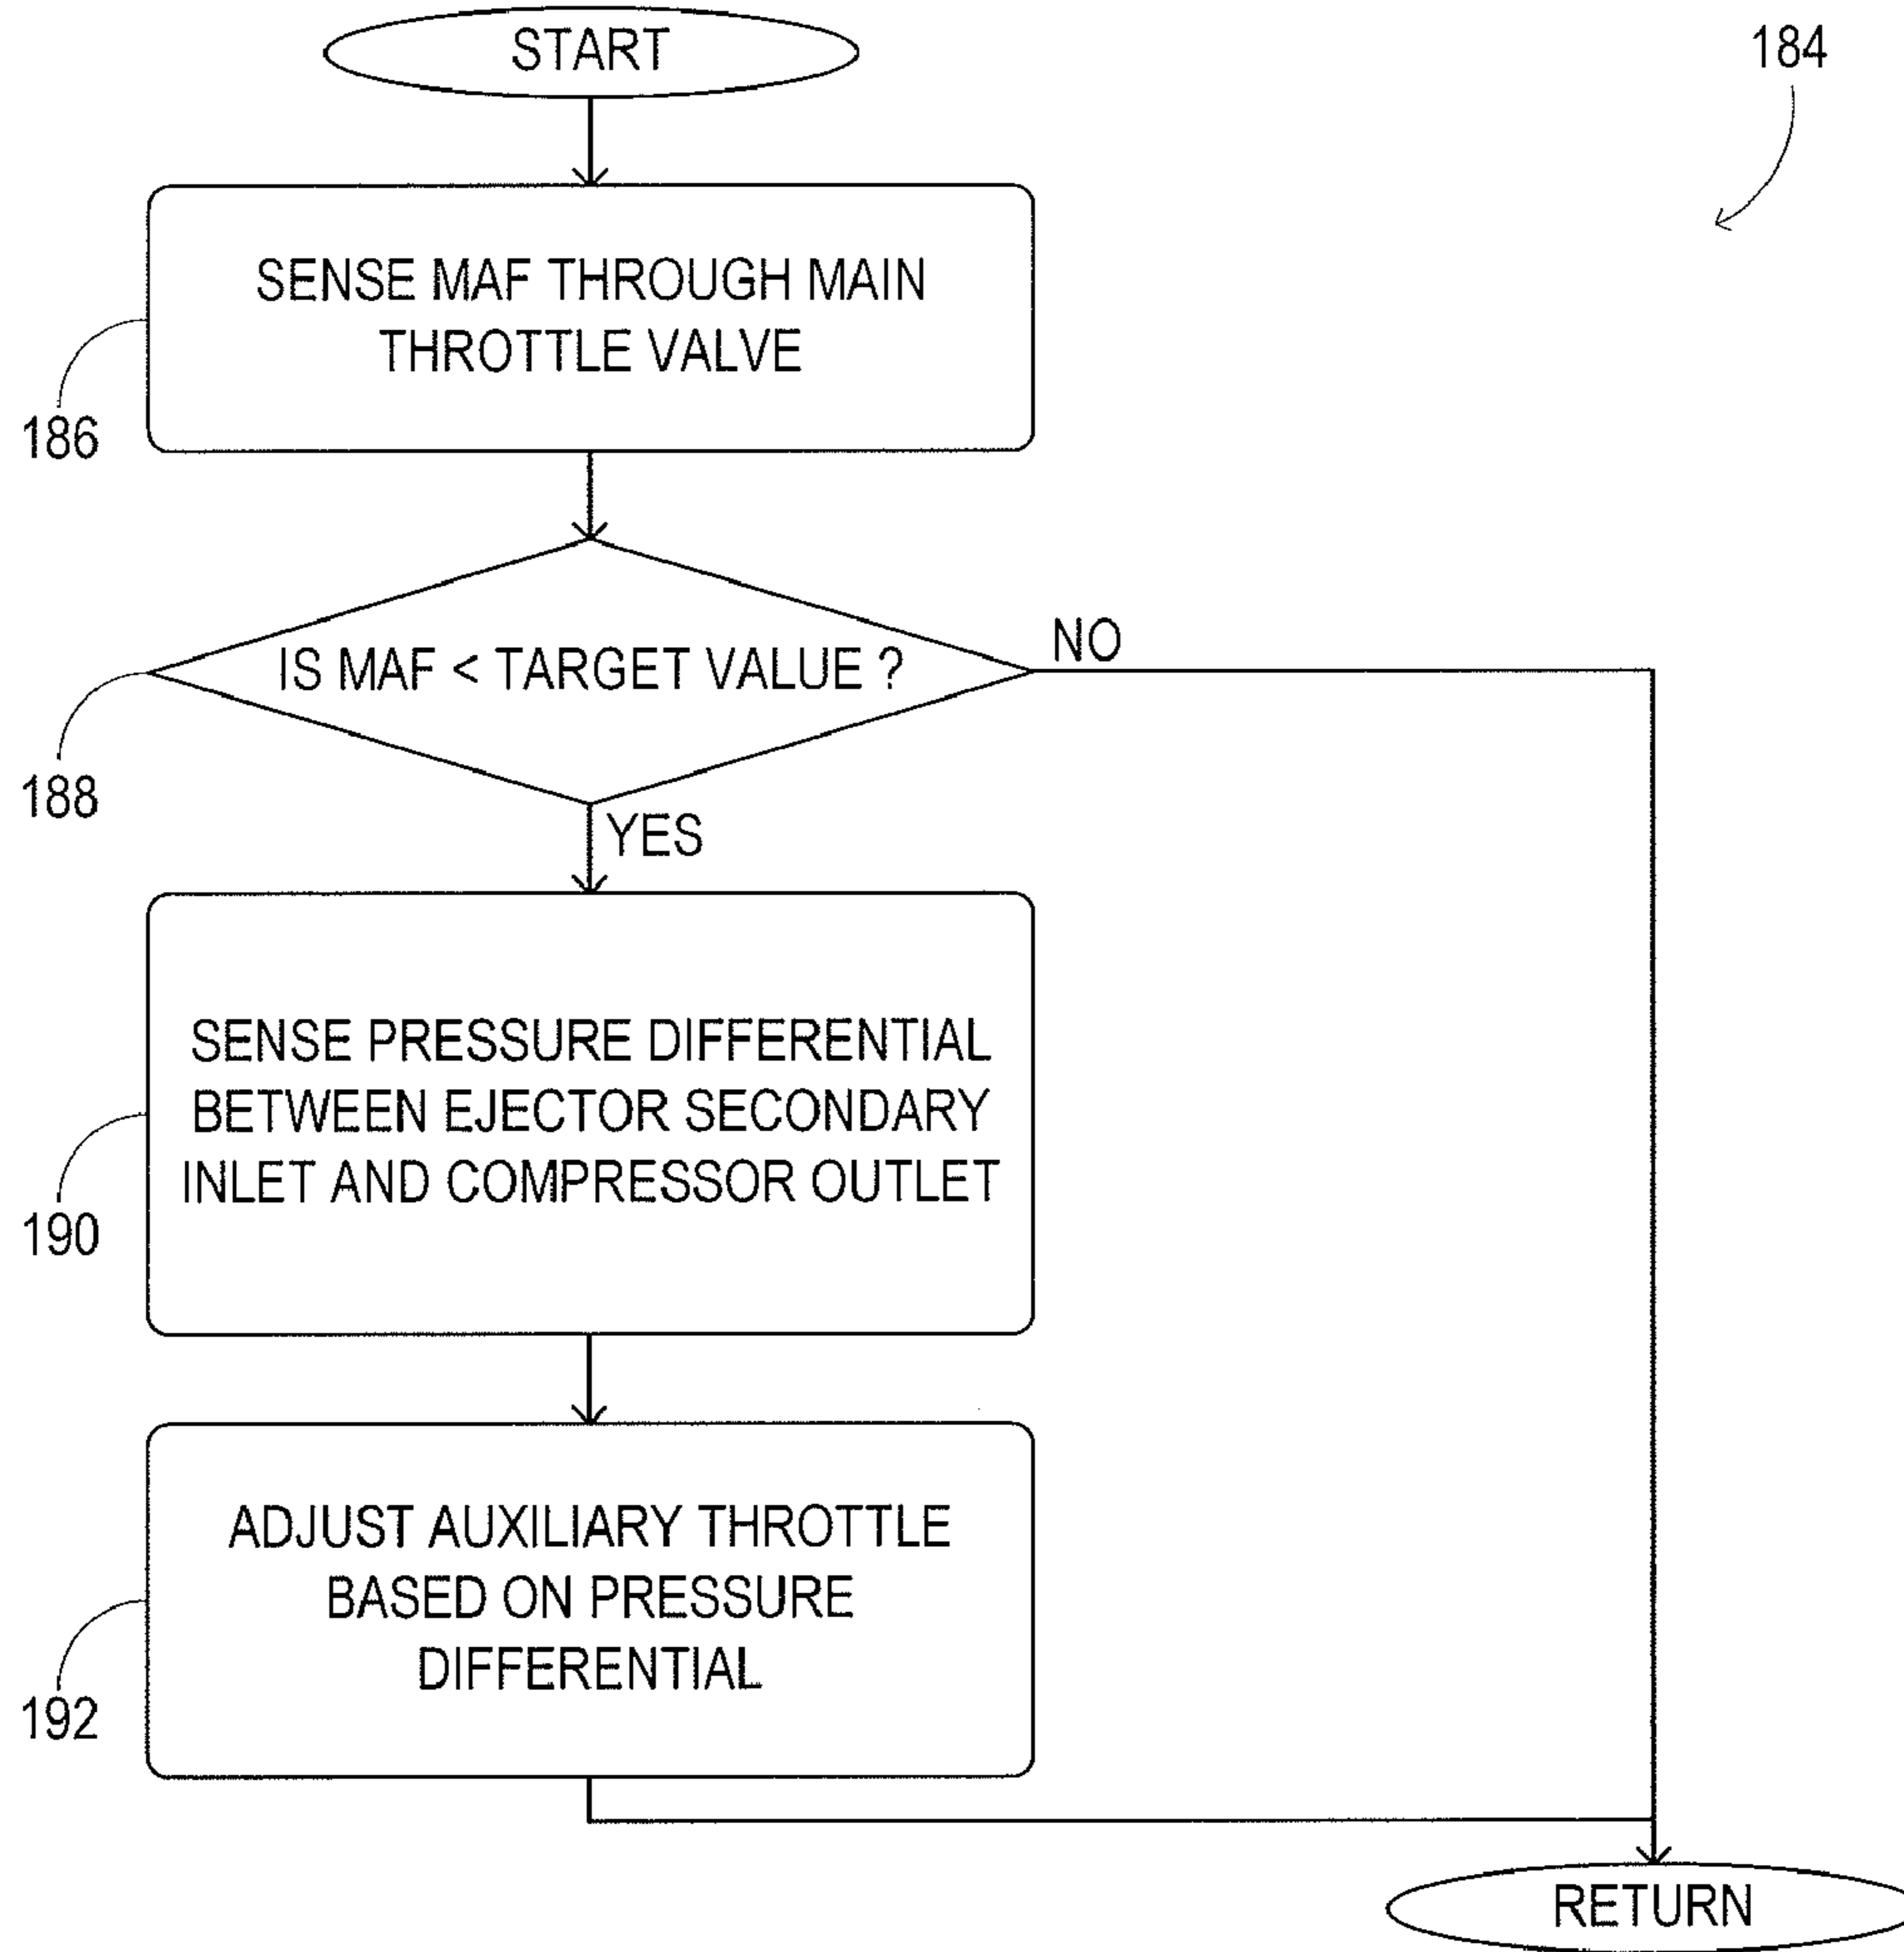 START
184
SENSE MAF THROUGH MAIN
THROTTLE VALVE
186
IS MAF < TARGET VALUE ?
NO
188
YES
SENSE PRESSURE DIFFERENTIAL
BETWEEN EJECTOR SECONDARY
INLET AND COMPRESSOR OUTLET
190
ADJUST AUXILIARY THROTTLE
BASED ON PRESSURE
DIFFERENTIAL
192
RETURN